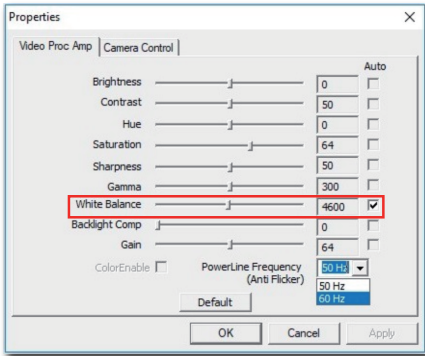 Properties
Video Proc Amp Camera Control
Auto
Brightness 0
Contrast 50
Hue 0
Saturation 64
Sharpness 50
Gamma 300
White Balance 4600
Backlight Comp 0
Gain 64
ColorEnable PowerLine Frequency 50 Hz
(Anti Flicker)
50 Hz
60 Hz
Default
OK Cancel Apply